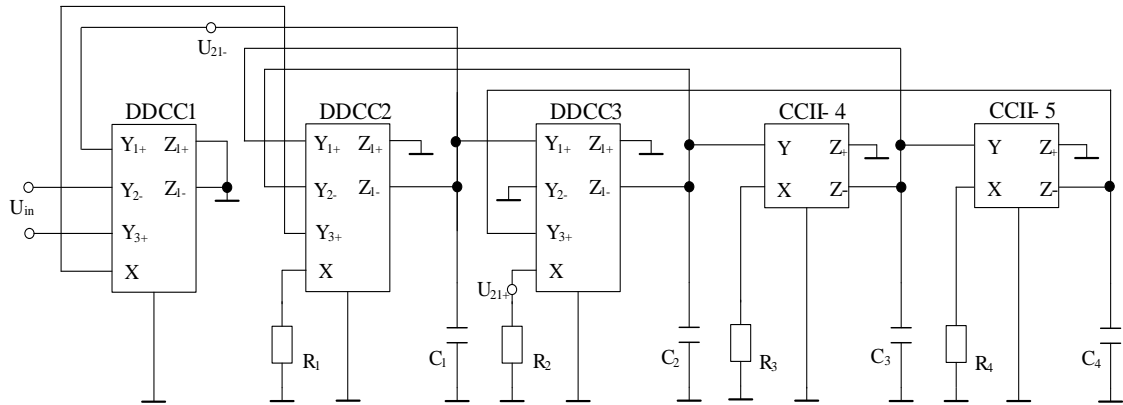 U21-
DDCC1
DDCC2
DDCC3
CCII- 4
CCII- 5
Y1+
Z1+
Y2-
Z1-
Y3+
X
Uin
Y1+
Z1+
Y2-
Z1-
Y3+
X
Y1+
Z1+
Y2-
Z1-
Y3+
X
U21+
Y
Z+
X
Z-
Y
Z+
X
Z-
R1
C1
R2
C2
R3
C3
R4
C4